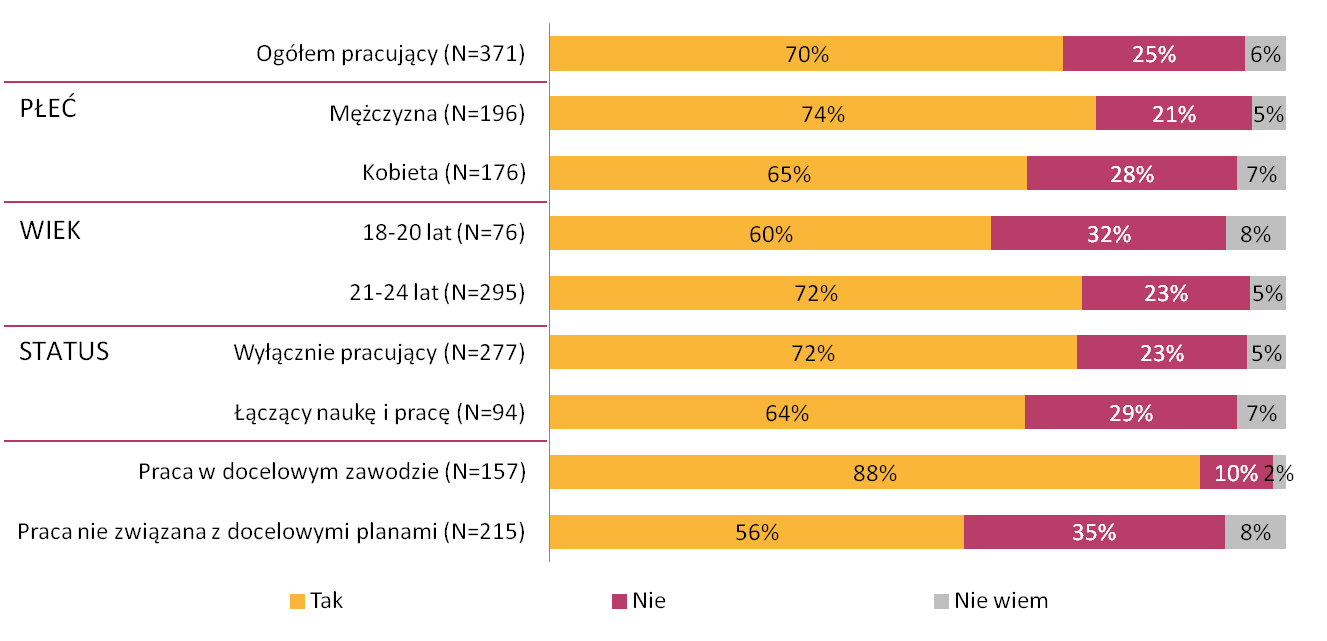 Ogółem pracujący (N=371) 70% 25% 6%
PŁEĆ Mężczyzna (N=196) 74% 21% 5%
Kobieta (N=176) 65% 28% 7%
WIEK 18-20 lat (N=76) 60% 32% 8%
21-24 lat (N=295) 72% 23% 5%
STATUS Wyłącznie pracujący (N=277) 72% 23% 5%
Łączący naukę i pracę (N=94) 64% 29% 7%
Praca w docelowym zawodzie (N=157) 88% 10% 2%
Praca nie związana z docelowymi planami (N=215) 56% 35% 8%
Tak Nie Nie wiem